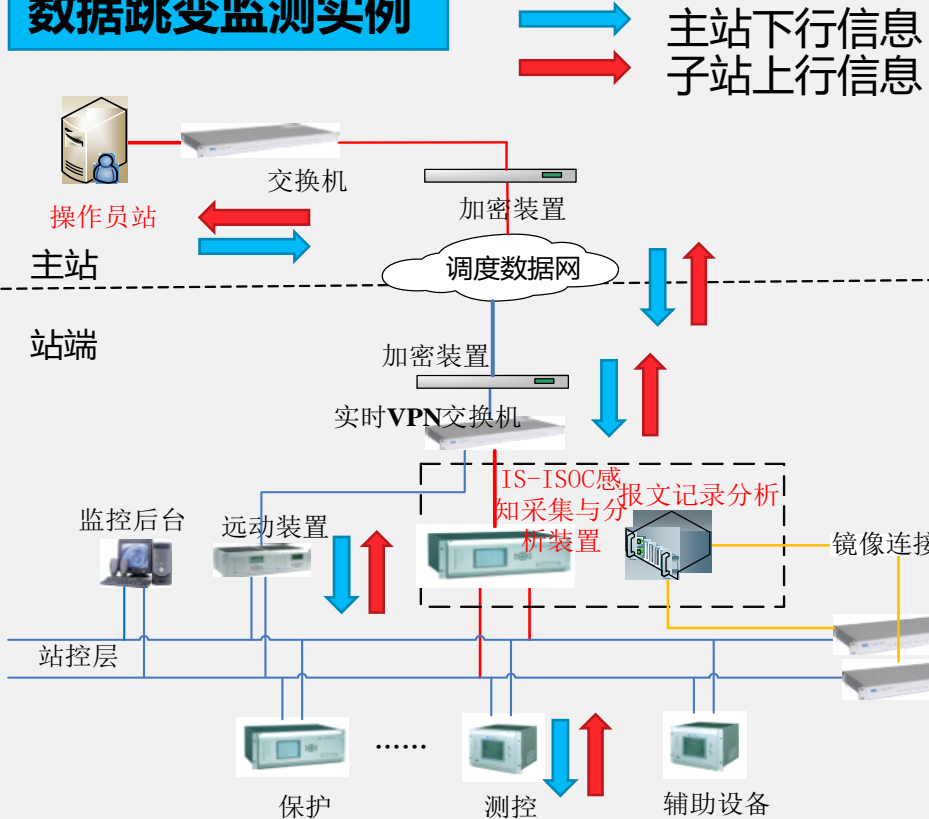 数据跳变监测实例
主站下行信息
子站上行信息
交换机
加密装置
操作员站
主站
调度数据网
站端
加密装置
实时VPN交换机
IS-ISOC感
知采集与分
析装置
报文记录分析
监控后台
远动装置
镜像连接
站控层
......
保护
测控
辅助设备